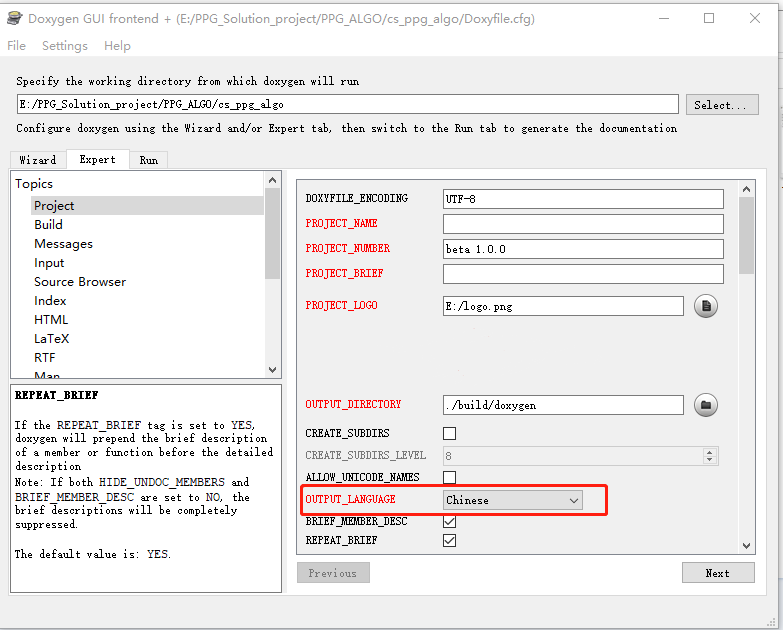 Doxygen GUI frontend + (E:/PPG_Solution_project/PPG_ALGO/cs_ppg_algo/Doxyfile.cfg)
File Settings Help
Specify the working directory from which doxygen will run
E:/PPG_Solution_project/PPG_ALGO/cs_ppg_algo Select...
Configure doxygen using the Wizard and/or Expert tab, then switch to the Run tab to generate the documentation
Wizard Expert Run
Topics
Project
Build
Messages
Input
Source Browser
Index
HTML
LaTeX
RTF
Man
REPEAT_BRIEF
If the REPEAT_BRIEF tag is set to YES,
doxygen will prepend the brief description
of a member or function before the detailed
description
Note: If both HIDE_UNDOC_MEMBERS and
BRIEF_MEMBER_DESC are set to NO, the
brief descriptions will be completely
suppressed.
The default value is: YES.
DOXYFILE_ENCODING UTF-8
PROJECT_NAME
PROJECT_NUMBER beta 1.0.0
PROJECT_BRIEF
PROJECT_LOGO E:/logo.png
OUTPUT_DIRECTORY ./build/doxygen
CREATE_SUBDIRS
CREATE_SUBDIRS_LEVEL 8
ALLOW_UNICODE_NAMES
OUTPUT_LANGUAGE Chinese
BRIEF_MEMBER_DESC
REPEAT_BRIEF
Previous Next